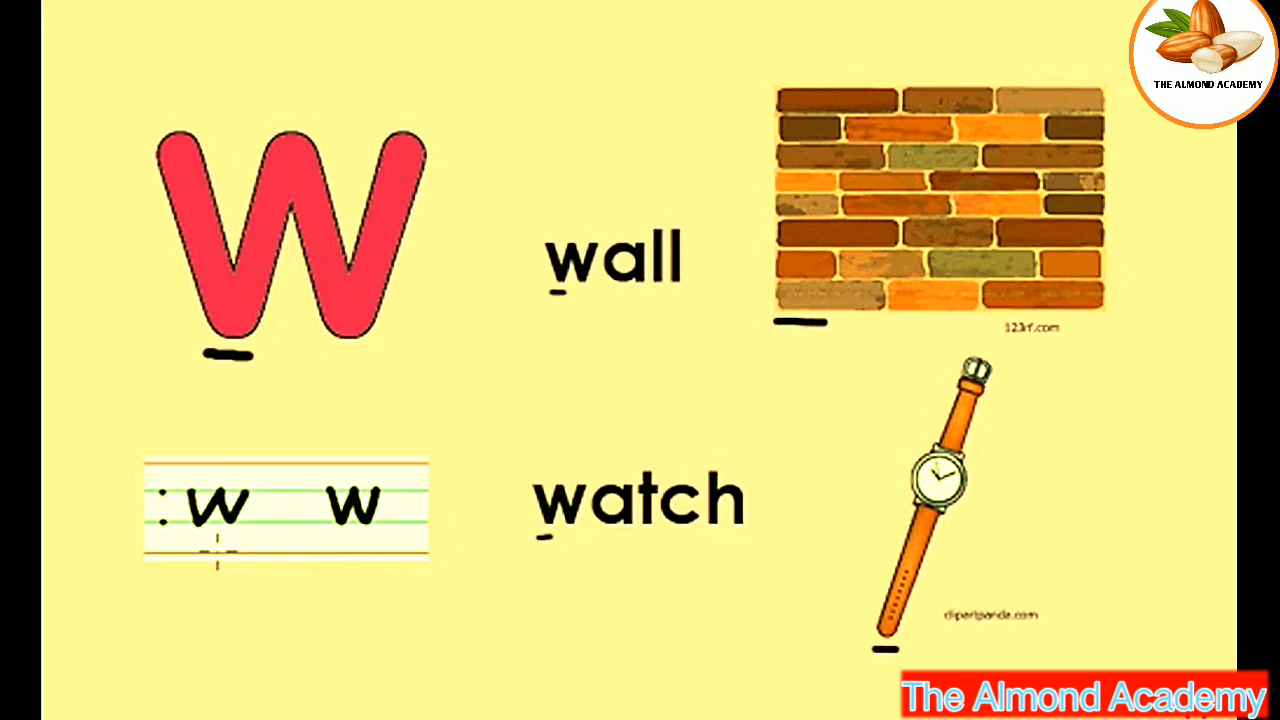 THE ALMOND ACADEMY
W
wall
123rf.com
: w w
watch
clipartpanda.com
The Almond Academy